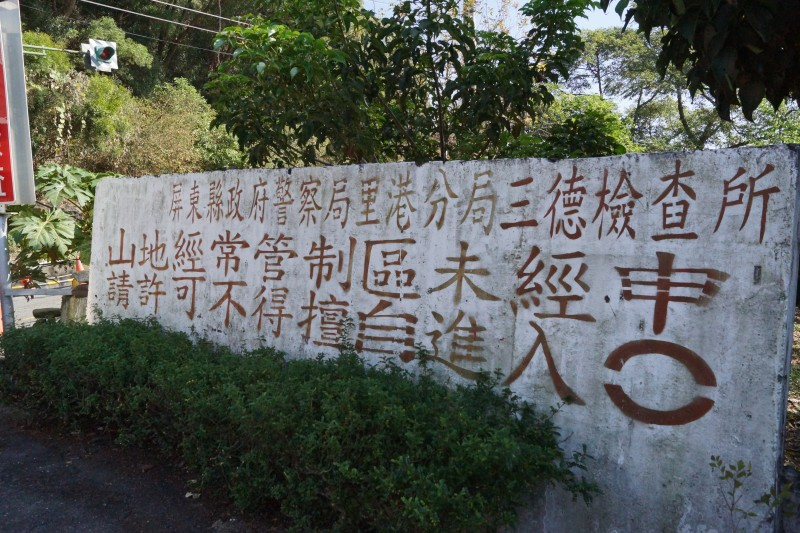 屏東縣政府警察局里港分局三德檢查所
山地經常管制區未經申
請許可不得擅自進入。